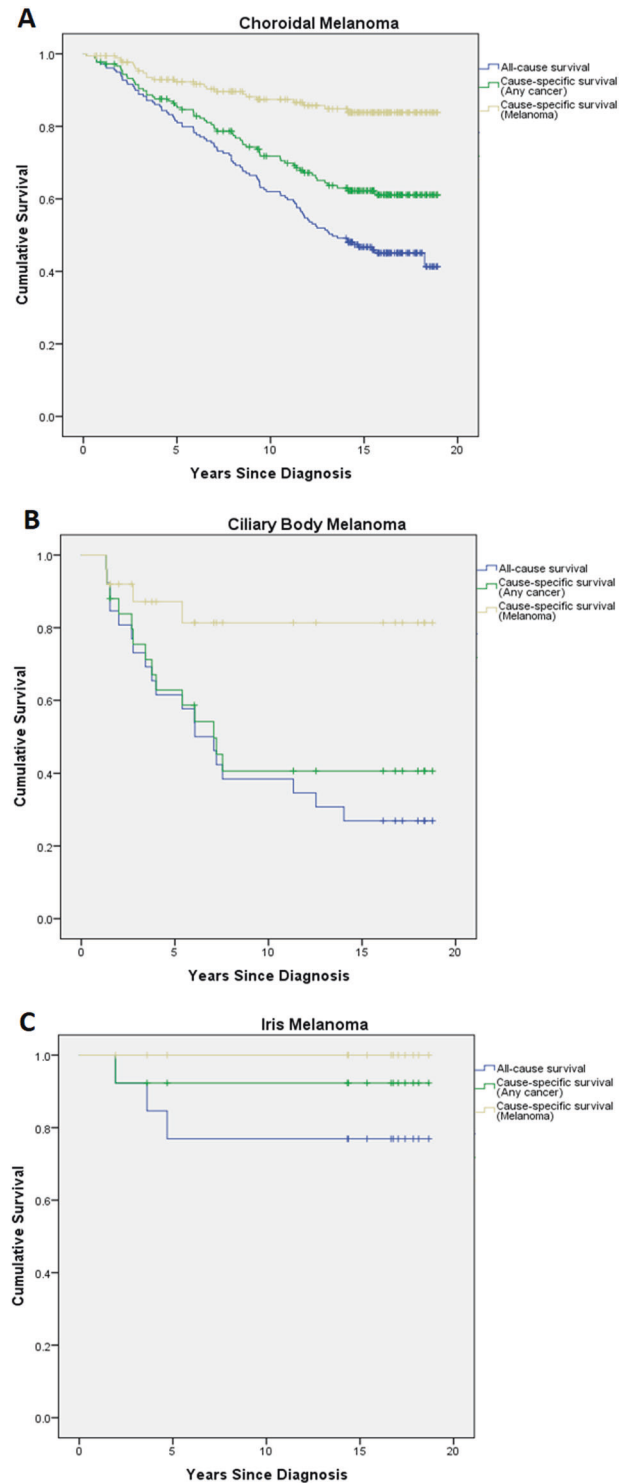 A
Choroidal Melanoma
All-cause survival
Cause-specific survival
(Any cancer)
Cause-specific survival
(Melanoma)
Cumulative Survival
1.0
0.8
0.6
0.4
0.2
0.0
0 5 10 15 20
Years Since Diagnosis
B
Ciliary Body Melanoma
All-cause survival
Cause-specific survival
(Any cancer)
Cause-specific survival
(Melanoma)
Cumulative Survival
1.0
0.8
0.6
0.4
0.2
0.0
0 5 10 15 20
Years Since Diagnosis
C
Iris Melanoma
All-cause survival
Cause-specific survival
(Any cancer)
Cause-specific survival
(Melanoma)
Cumulative Survival
1.0
0.8
0.6
0.4
0.2
0.0
0 5 10 15 20
Years Since Diagnosis